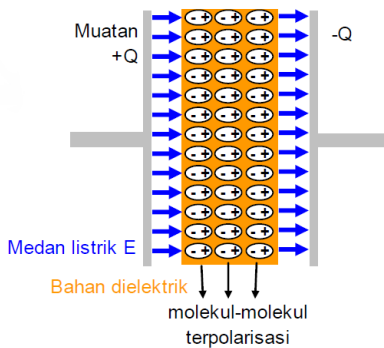 Muatan
+Q
-Q
Medan listrik E
Bahan dielektrik
molekul-molekul
terpolarisasi